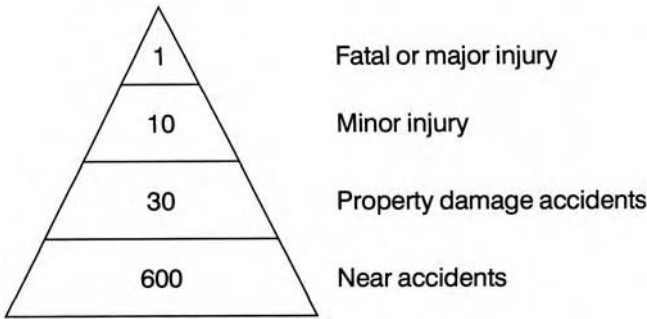 1 Fatal or major injury
10 Minor injury
30 Property damage accidents
600 Near accidents